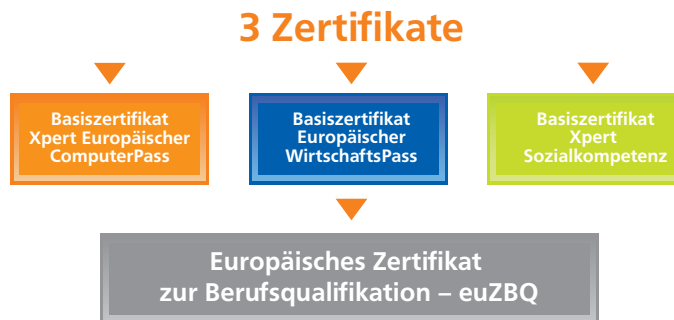 3 Zertifikate
Basiszertifikat
Xpert Europäischer
ComputerPass
Basiszertifikat
Europäischer
WirtschaftsPass
Basiszertifikat
Xpert
Sozialkompetenz
Europäisches Zertifikat
zur Berufsqualifikation – euZBQ